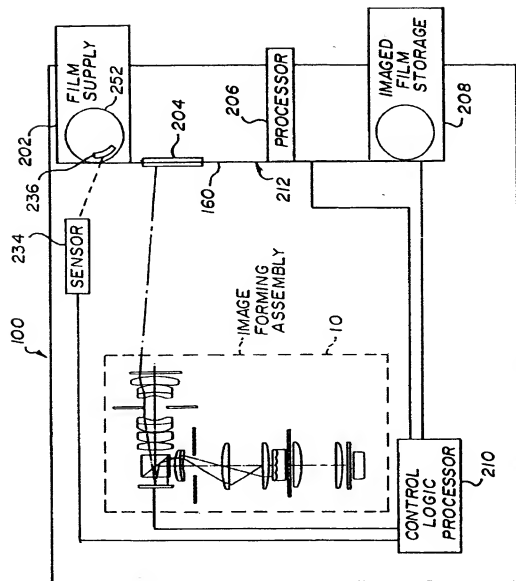 100
202
236
234
SENSOR
FILM
SUPPLY
252
204
160
212
206
PROCESSOR
IMAGED
FILM
STORAGE
208
IMAGE
FORMING
ASSEMBLY
10
CONTROL
LOGIC
PROCESSOR
210